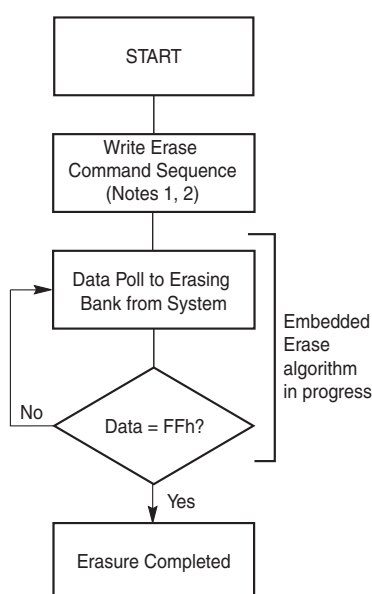 START
Write Erase
Command Sequence
(Notes 1, 2)
Data Poll to Erasing
Bank from System
Embedded
Erase
algorithm
in progress
No
Data = FFh?
Yes
Erasure Completed